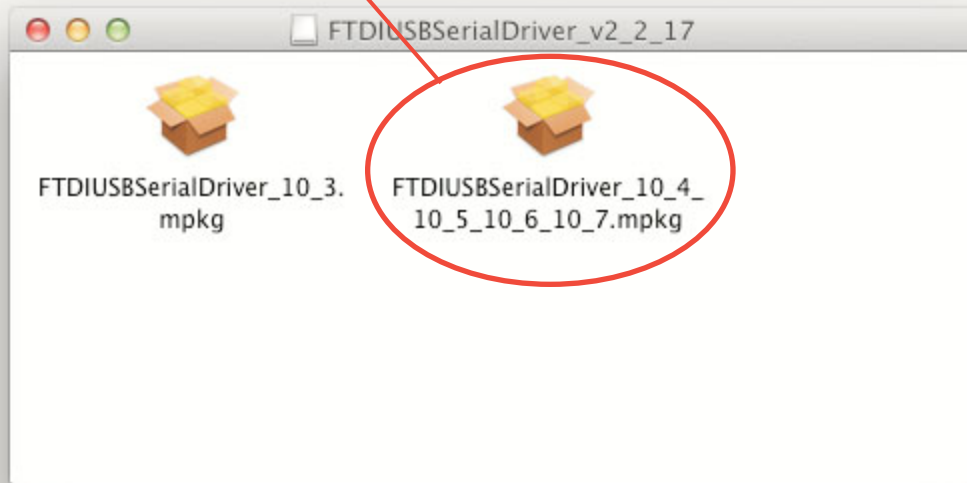 FTDIUSBSerialDriver_v2_2_17
FTDIUSBSerialDriver_10_3.
mpkg
FTDIUSBSerialDriver_10_4_
10_5_10_6_10_7.mpkg